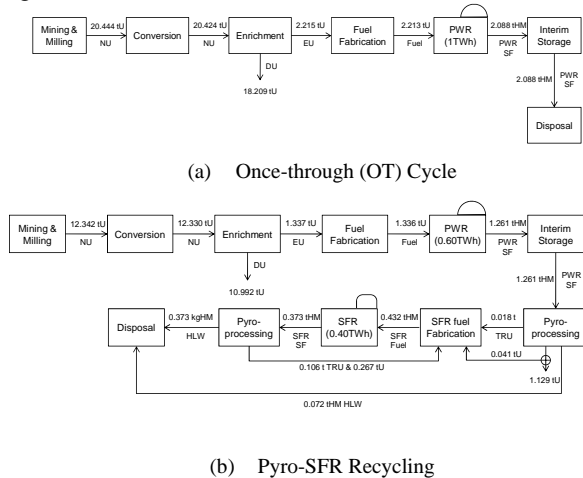 20.444 tU 20.424 tU 2.215 tU 2.213 tU 2.088 tHM
Mining & Milling Conversion Enrichment Fuel Fabrication PWR (1TWh) Interim Storage
NU NU EU Fuel PWR SF
DU
18.209 tU
2.088 tHM PWR SF
Disposal
(a) Once-through (OT) Cycle
12.342 tU 12.330 tU 1.337 tU 1.336 tU 1.261 tHM
Mining & Milling Conversion Enrichment Fuel Fabrication PWR (0.60TWh) Interim Storage
NU NU EU Fuel PWR SF
DU
10.992 tU
1.261 tHM PWR SF
0.373 kgHM 0.373 tHM 0.432 tHM 0.018 t
Disposal Pyro-processing SFR (0.40TWh) SFR fuel Fabrication Pyro-processing
HLW SFR SF SFR Fuel TRU
0.041 tU
0.106 t TRU & 0.267 tU
1.129 tU
0.072 tHM HLW
(b) Pyro-SFR Recycling